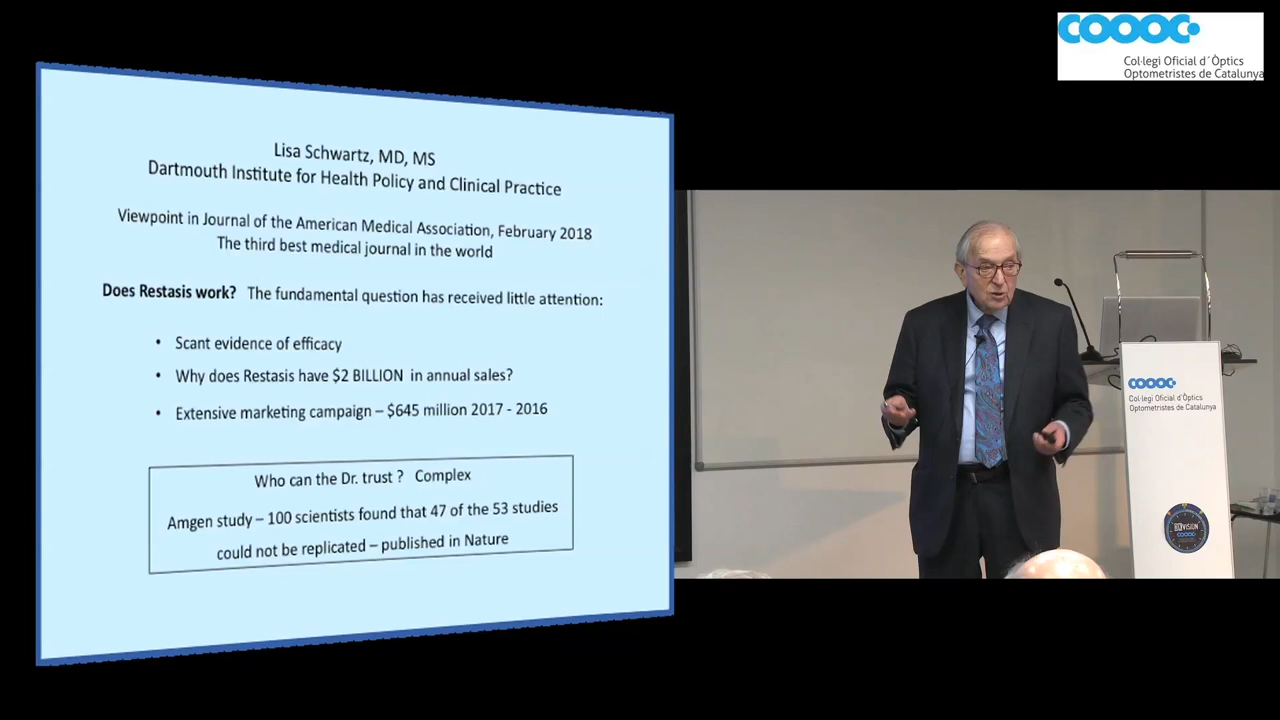 COOOC
Col·legi Oficial d´Òptics
Optometristes de Catalunya
Lisa Schwartz, MD, MS
Dartmouth Institute for Health Policy and Clinical Practice
Viewpoint in Journal of the American Medical Association, February 2018
The third best medical journal in the world
Does Restasis work? The fundamental question has received little attention:
• Scant evidence of efficacy
• Why does Restasis have $2 BILLION in annual sales?
• Extensive marketing campaign – $645 million 2017 - 2016
Who can the Dr. trust ? Complex
Amgen study – 100 scientists found that 47 of the 53 studies
could not be replicated – published in Nature
COOOC
Col·legi Oficial d'Òptics
Optometristes de Catalunya
VISION
COOOC